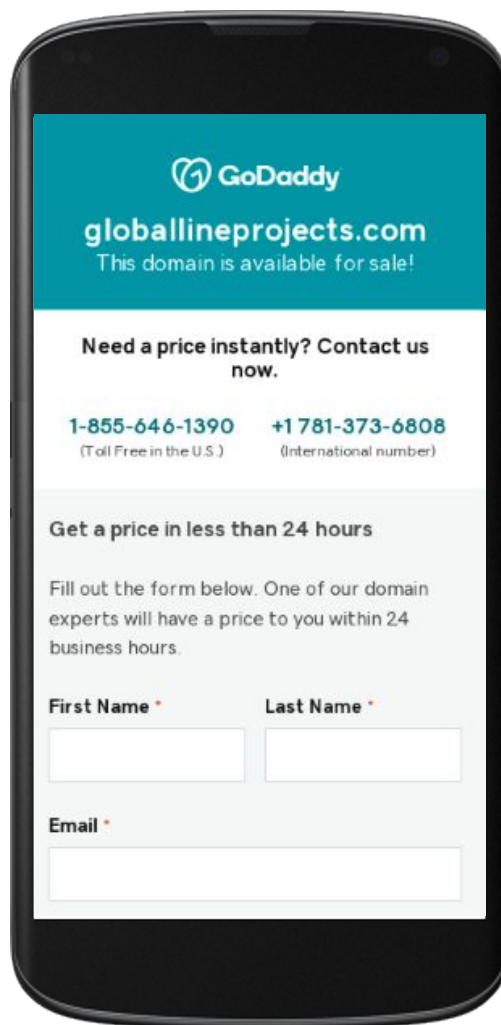 GoDaddy
globallineprojects.com
This domain is available for sale!
Need a price instantly? Contact us
now.
1-855-646-1390
(Toll Free in the U.S.)
+1 781-373-6808
(International number)
Get a price in less than 24 hours
Fill out the form below. One of our domain
experts will have a price to you within 24
business hours.
First Name *
Last Name *
Email *